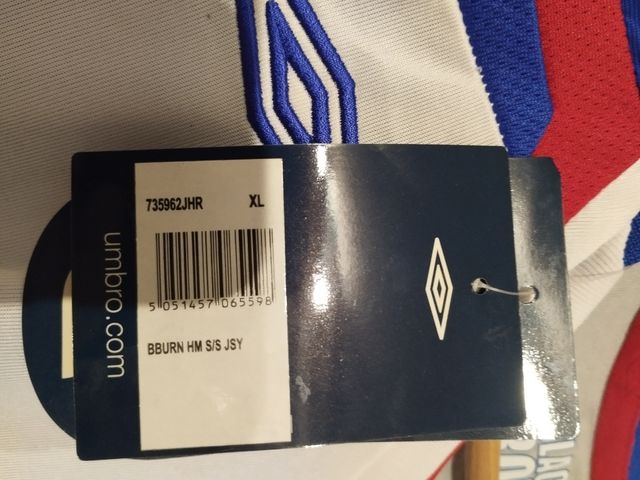 735962JHR XL
5 051457 065598
BBURN HM S/S JSY
umbro.com